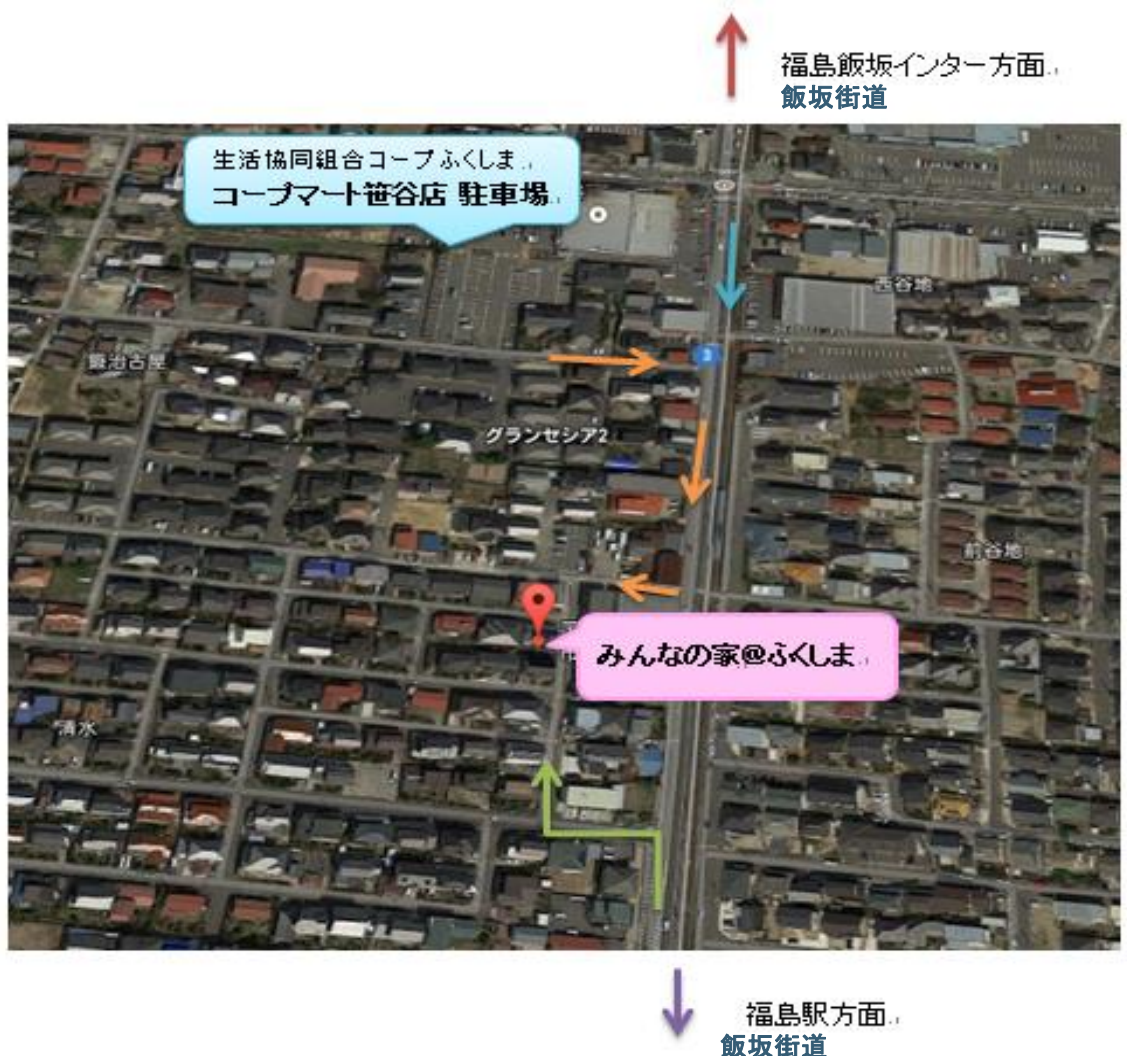 福島飯坂インター方面
飯坂街道
生活協同組合コープふくしま
コープマート笹谷店 駐車場
西谷地
3
鍛治古屋
グランセシア2
前谷地
みんなの家@ふくしま
清水
福島駅方面
飯坂街道